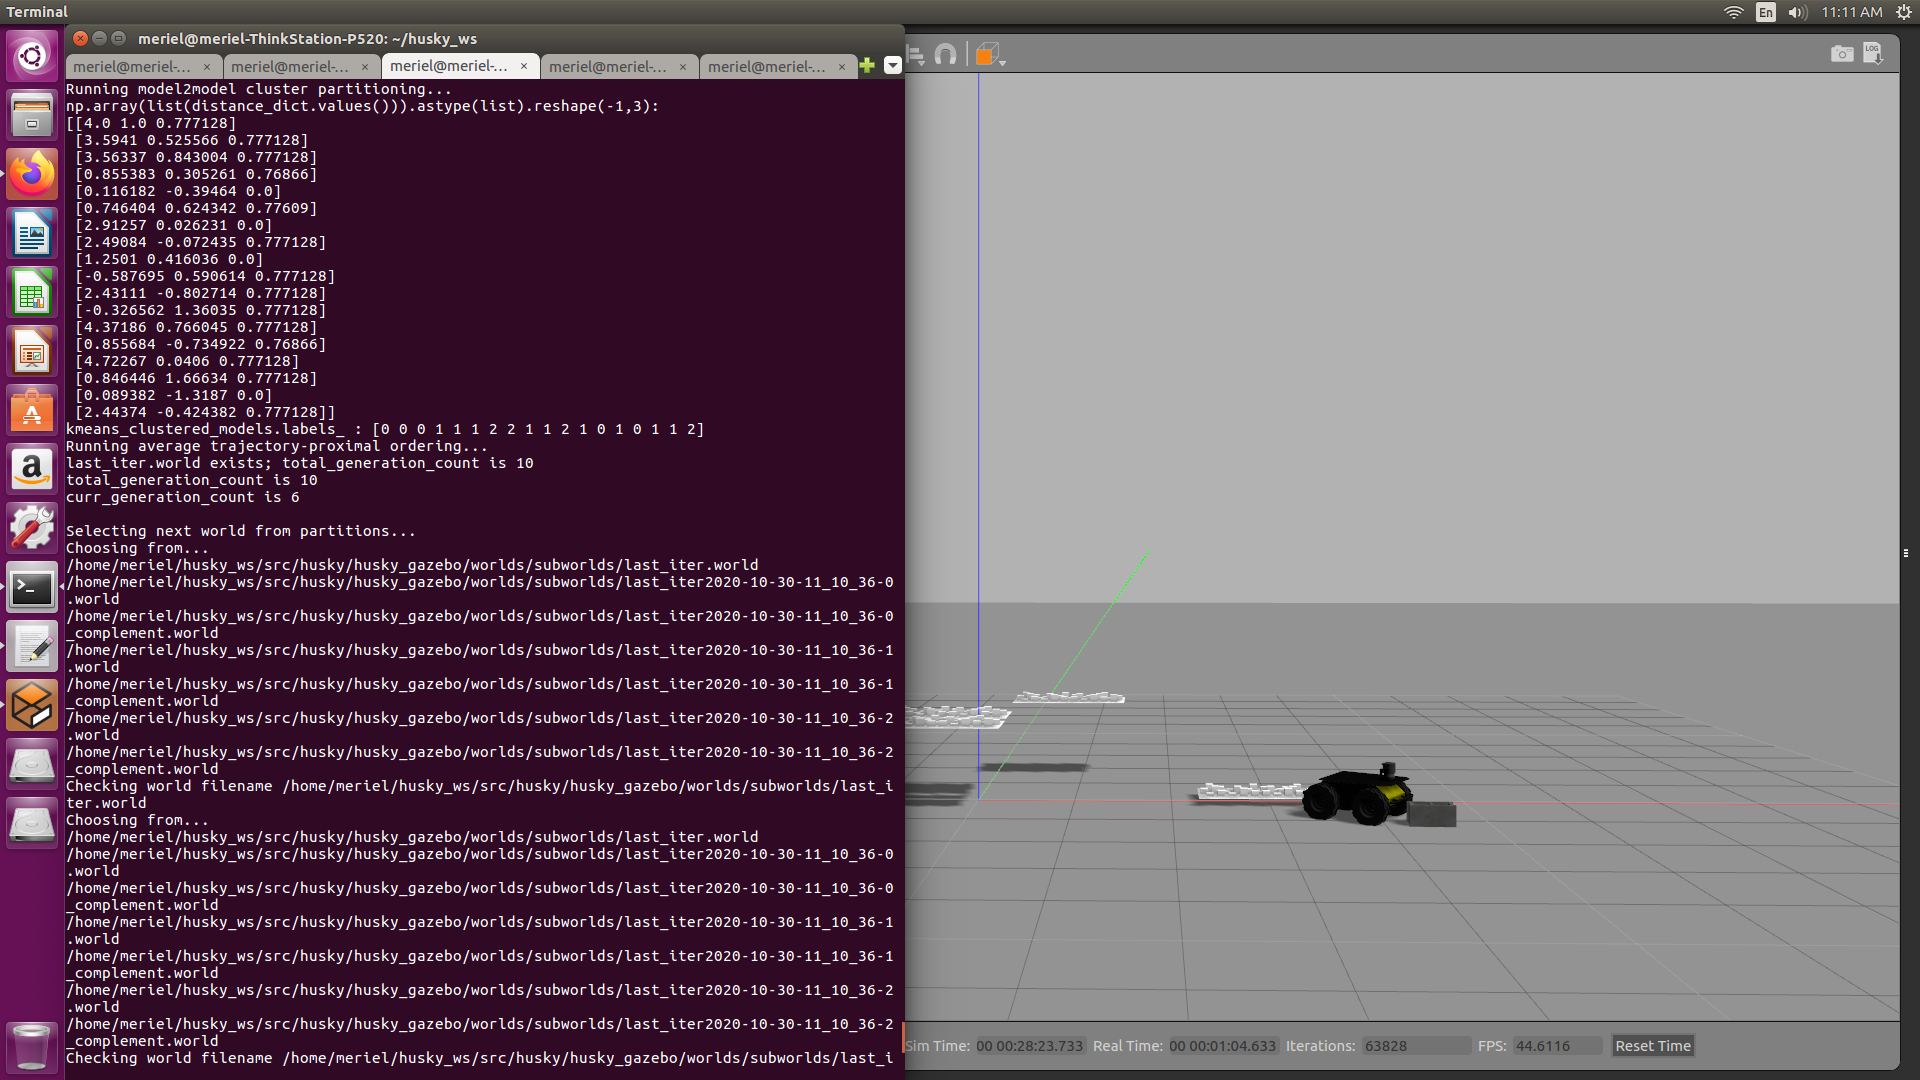 Terminal
En
11:11 AM
meriel@meriel-ThinkStation-P520: ~/husky_ws
meriel@meriel-... × meriel@meriel-... × meriel@meriel-... × meriel@meriel-... × meriel@meriel-... ×
LOG
Running model2model cluster partitioning...
np.array(list(distance_dict.values())).astype(list).reshape(-1,3):
[[4.0 1.0 0.777128]
[3.5941 0.525566 0.777128]
[3.56337 0.843004 0.777128]
[0.855383 0.305261 0.76866]
[0.116182 -0.39464 0.0]
[0.746404 0.624342 0.77609]
[2.91257 0.026231 0.0]
[2.49084 -0.072435 0.777128]
[1.2501 0.416036 0.0]
[-0.587695 0.590614 0.777128]
[2.43111 -0.802714 0.777128]
[-0.326562 1.36035 0.777128]
[4.37186 0.766045 0.777128]
[0.855684 -0.734922 0.76866]
[4.72267 0.0406 0.777128]
[0.846446 1.66634 0.777128]
[0.089382 -1.3187 0.0]
[2.44374 -0.424382 0.777128]]
kmeans_clustered_models.labels_ : [0 0 0 1 1 1 2 2 1 1 2 1 0 1 0 1 1 2]
Running average trajectory-proximal ordering...
last_iter.world exists; total_generation_count is 10
total_generation_count is 10
curr_generation_count is 6
Selecting next world from partitions...
Choosing from...
/home/meriel/husky_ws/src/husky/husky_gazebo/worlds/subworlds/last_iter.world
/home/meriel/husky_ws/src/husky/husky_gazebo/worlds/subworlds/last_iter2020-10-30-11_10_36-0
.world
/home/meriel/husky_ws/src/husky/husky_gazebo/worlds/subworlds/last_iter2020-10-30-11_10_36-0
_complement.world
/home/meriel/husky_ws/src/husky/husky_gazebo/worlds/subworlds/last_iter2020-10-30-11_10_36-1
.world
/home/meriel/husky_ws/src/husky/husky_gazebo/worlds/subworlds/last_iter2020-10-30-11_10_36-1
_complement.world
/home/meriel/husky_ws/src/husky/husky_gazebo/worlds/subworlds/last_iter2020-10-30-11_10_36-2
.world
/home/meriel/husky_ws/src/husky/husky_gazebo/worlds/subworlds/last_iter2020-10-30-11_10_36-2
_complement.world
Checking world filename /home/meriel/husky_ws/src/husky/husky_gazebo/worlds/subworlds/last_i
ter.world
Choosing from...
/home/meriel/husky_ws/src/husky/husky_gazebo/worlds/subworlds/last_iter.world
/home/meriel/husky_ws/src/husky/husky_gazebo/worlds/subworlds/last_iter2020-10-30-11_10_36-0
.world
/home/meriel/husky_ws/src/husky/husky_gazebo/worlds/subworlds/last_iter2020-10-30-11_10_36-0
_complement.world
/home/meriel/husky_ws/src/husky/husky_gazebo/worlds/subworlds/last_iter2020-10-30-11_10_36-1
.world
/home/meriel/husky_ws/src/husky/husky_gazebo/worlds/subworlds/last_iter2020-10-30-11_10_36-1
_complement.world
/home/meriel/husky_ws/src/husky/husky_gazebo/worlds/subworlds/last_iter2020-10-30-11_10_36-2
.world
/home/meriel/husky_ws/src/husky/husky_gazebo/worlds/subworlds/last_iter2020-10-30-11_10_36-2
_complement.world
Checking world filename /home/meriel/husky_ws/src/husky/husky_gazebo/worlds/subworlds/last_i
Sim Time: 00 00:28:23.733 Real Time: 00 00:01:04.633 Iterations: 63828 FPS: 44.6116 Reset Time